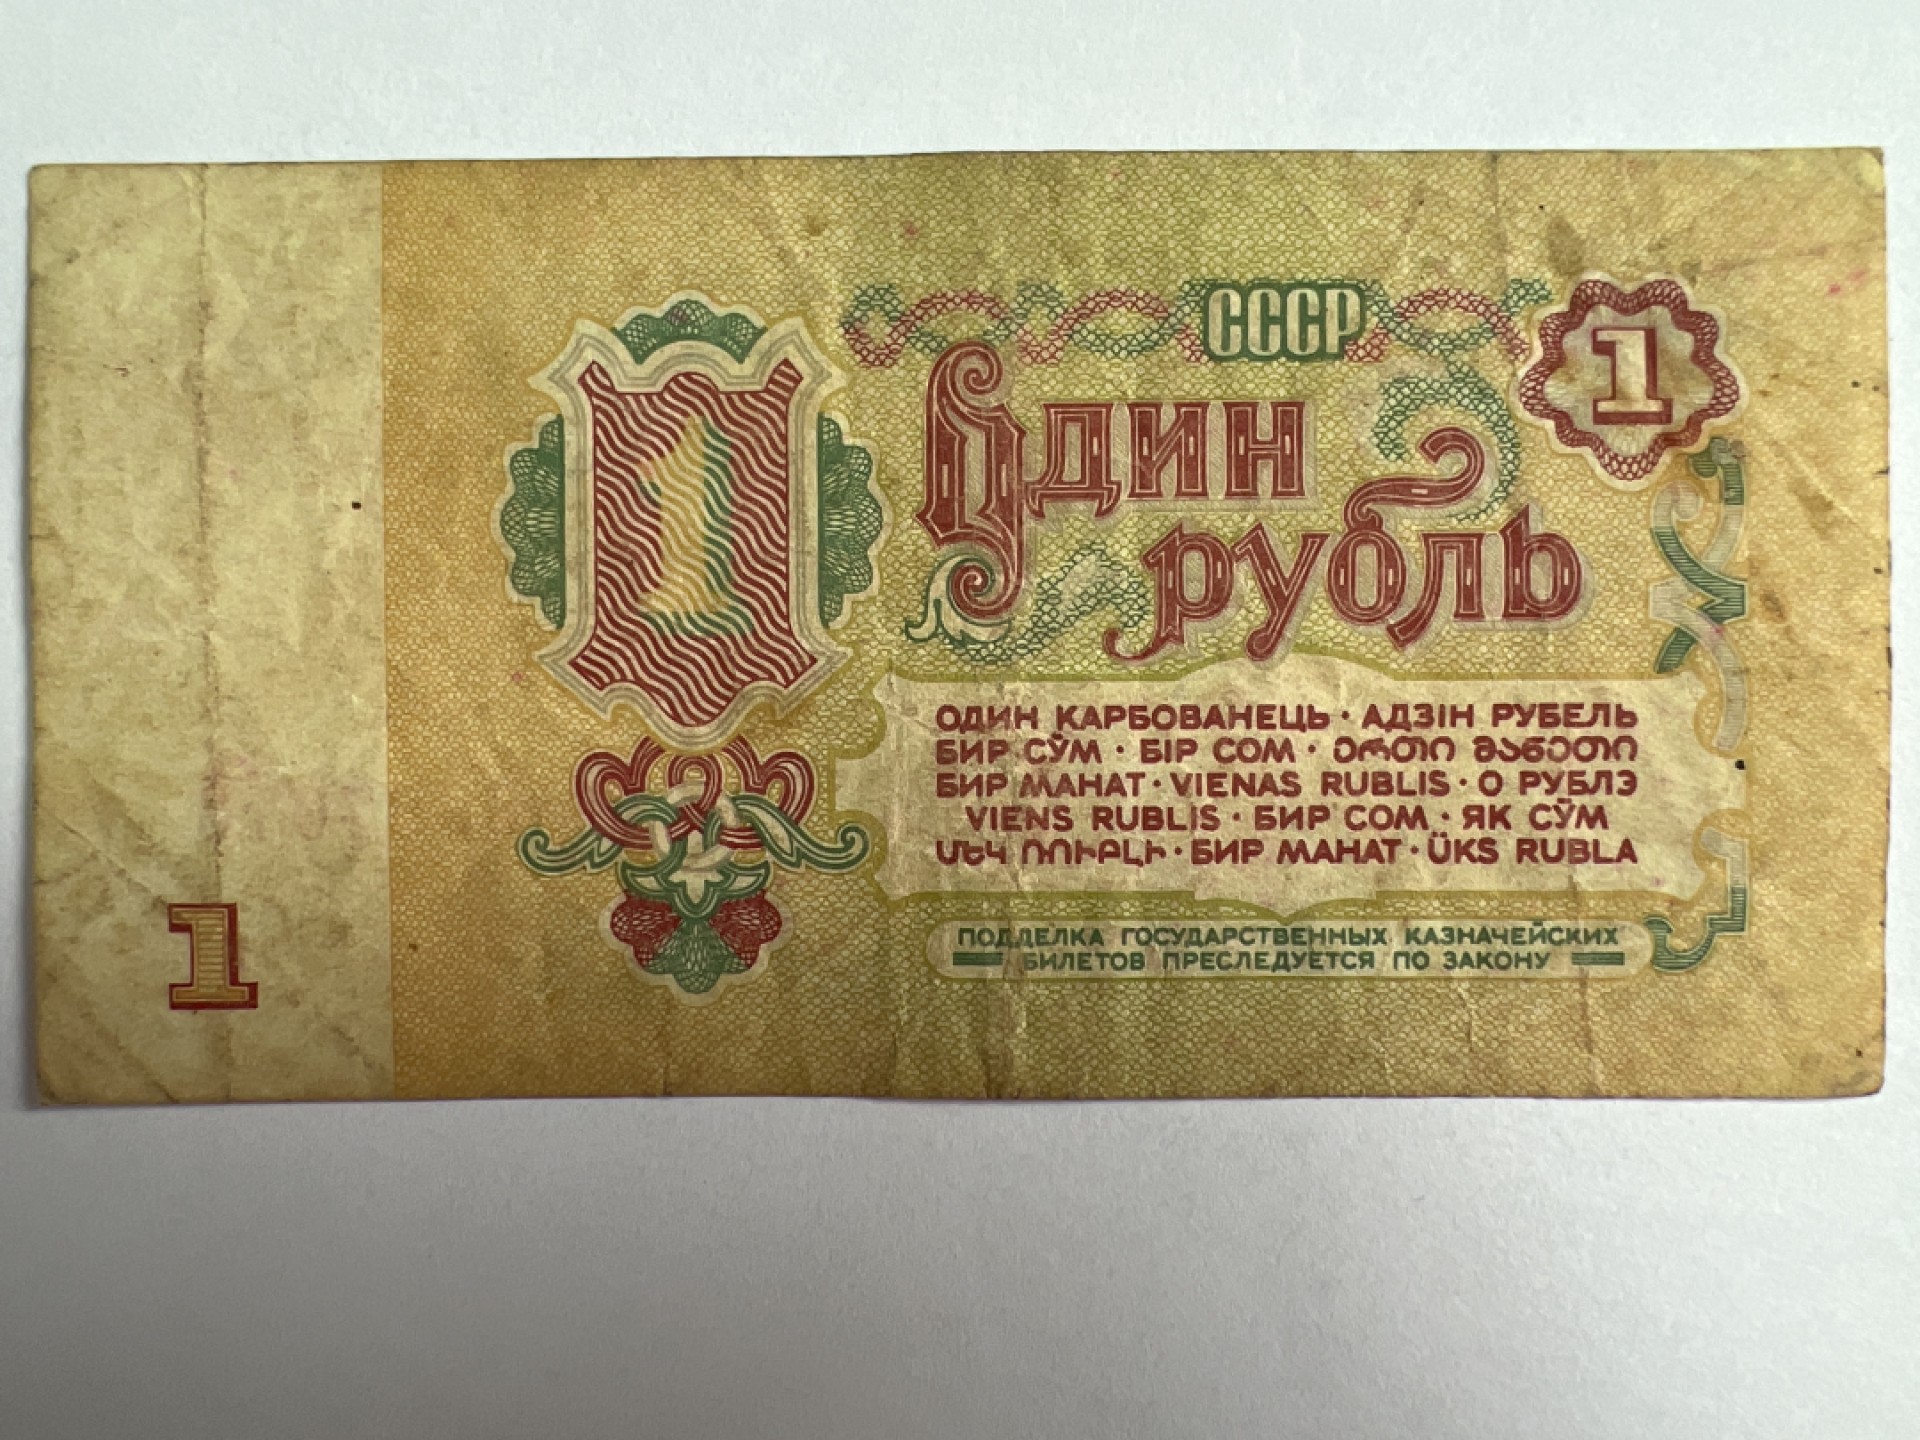 СССР
1
1
Один
рубль
ОДИН КАРБОВАНЕЦЬ · АДЗІН РУБЕЛЬ
БИР СЎМ · БІР СОМ · ᲔᲠᲗᲘ ᲛᲐᲜᲔᲗᲘ
БИР МАНАТ · VIENAS RUBLIS · О РУБЛЭ
VIENS RUBLIS · БИР СОМ · ЯК СӮМ
ՄԵԿ ՌՈՒԲԼԻ · БИР МАНАТ · ÜKS RUBLA
ПОДДЕЛКА ГОСУДАРСТВЕННЫХ КАЗНАЧЕЙСКИХ
БИЛЕТОВ ПРЕСЛЕДУЕТСЯ ПО ЗАКОНУ
1